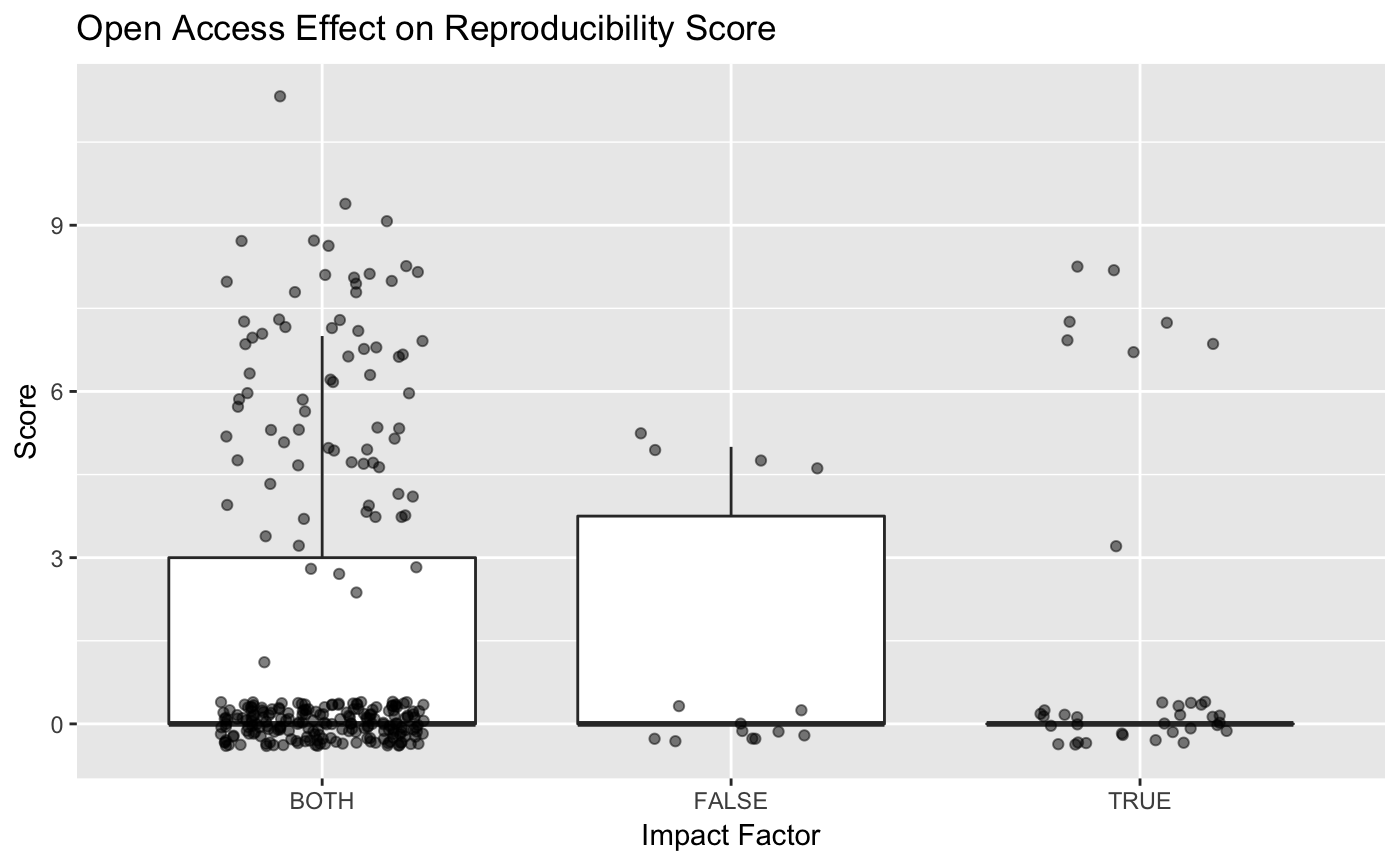 Open Access Effect on Reproducibility Score
Score
9
6
3
0
BOTH FALSE TRUE
Impact Factor